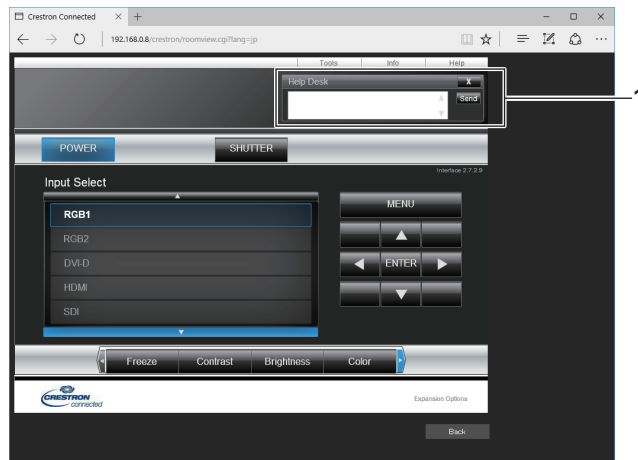 Crestron Connected
192.168.0.8/crestron/roomview.cgi?lang=jp
Tools Info Help
Help Desk X
Send
1
POWER SHUTTER
Interface 2.7.2.9
Input Select
MENU
RGB1
RGB2
DVI-D
ENTER
HDMI
SDI
Freeze Contrast Brightness Color
CRESTRON
connected
Expansion Options
Back